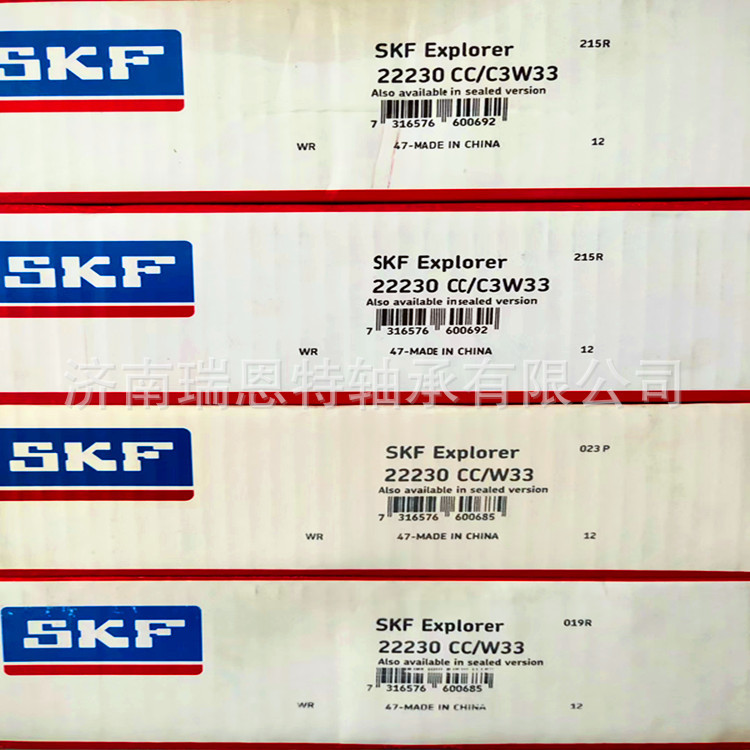 SKF
SKF Explorer
215R
22230 CC/C3W33
Also available in sealed version
7 316576 600692
WR
47-MADE IN CHINA
12
SKF
SKF Explorer
215R
22230 CC/C3W33
Also available in sealed version
7 316576 600692
WR
47-MADE IN CHINA
12
济南瑞恩特轴承有限公司
SKF
SKF Explorer
023 P
22230 CC/W33
Also available in sealed version
7 316576 600685
WR
47-MADE IN CHINA
12
SKF
SKF Explorer
019R
22230 CC/W33
Also available in sealed version
7 316576 600685
WR
47-MADE IN CHINA
12